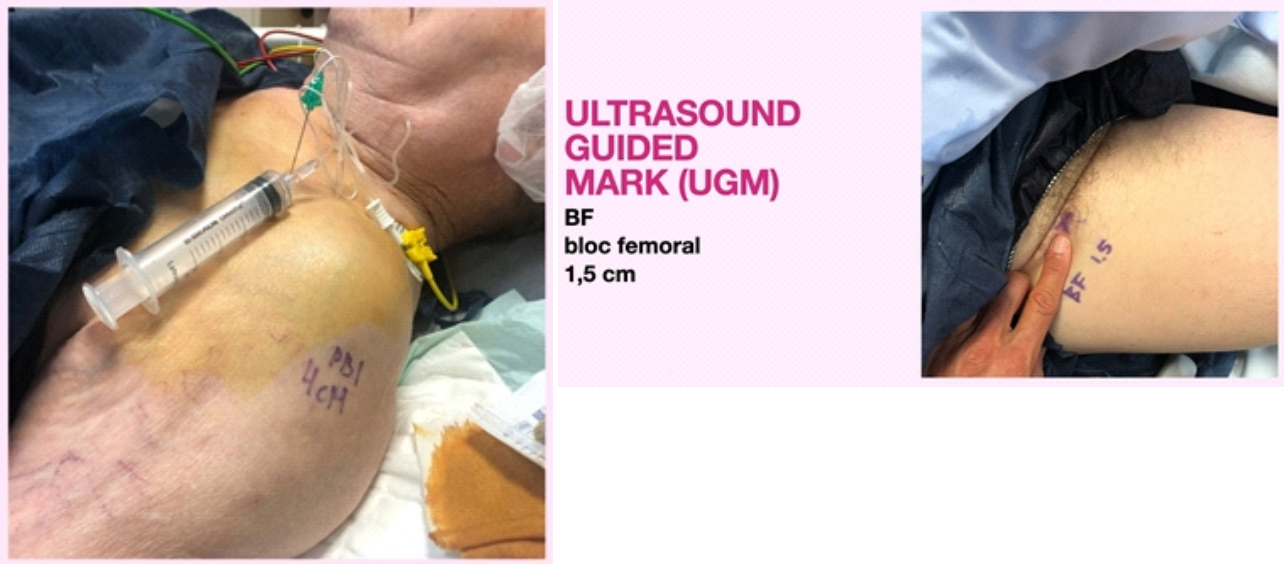 PBI
4CM
ULTRASOUND
GUIDED
MARK (UGM)
BF
bloc femoral
1,5 cm
BF 1.5